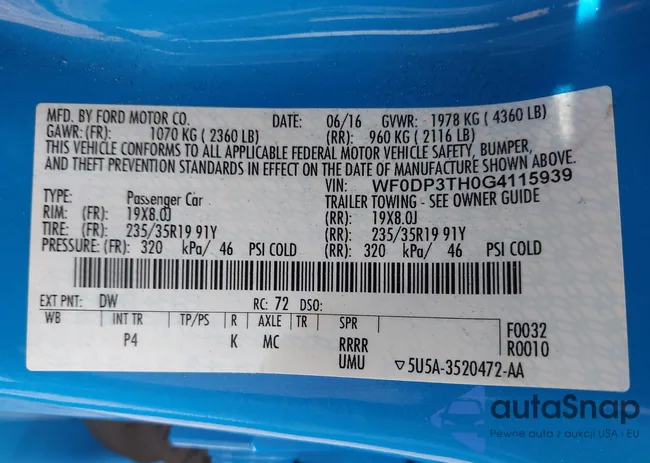 MFD. BY FORD MOTOR CO. DATE: 06/16 GVWR: 1978 KG ( 4360 LB)
GAWR: (FR): 1070 KG ( 2360 LB) (RR): 960 KG ( 2116 LB)
THIS VEHICLE CONFORMS TO ALL APPLICABLE FEDERAL MOTOR VEHICLE SAFETY, BUMPER,
AND THEFT PREVENTION STANDARDS IN EFFECT ON THE DATE OF MANUFACTURE SHOWN ABOVE.
VIN: WF0DP3TH0G4115939
TYPE: Passenger Car TRAILER TOWING - SEE OWNER GUIDE
RIM: (FR): 19X8.0J (RR): 19X8.0J
TIRE: (FR): 235/35R19 91Y (RR): 235/35R19 91Y
PRESSURE: (FR): 320 kPa/ 46 PSI COLD (RR): 320 kPa/ 46 PSI COLD
EXT PNT: DW RC: 72 DSO:
WB INT TR TP/PS R AXLE TR SPR F0032
P4 K MC RRRR R0010
UMU ▽5U5A-3520472-AA
autaSnap
Pewne auta z aukcji USA - EU